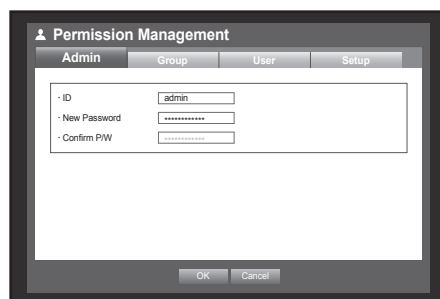 Permission Management
Admin Group User Setup
· ID admin
· New Password ************
· Confirm P/W ************
OK Cancel